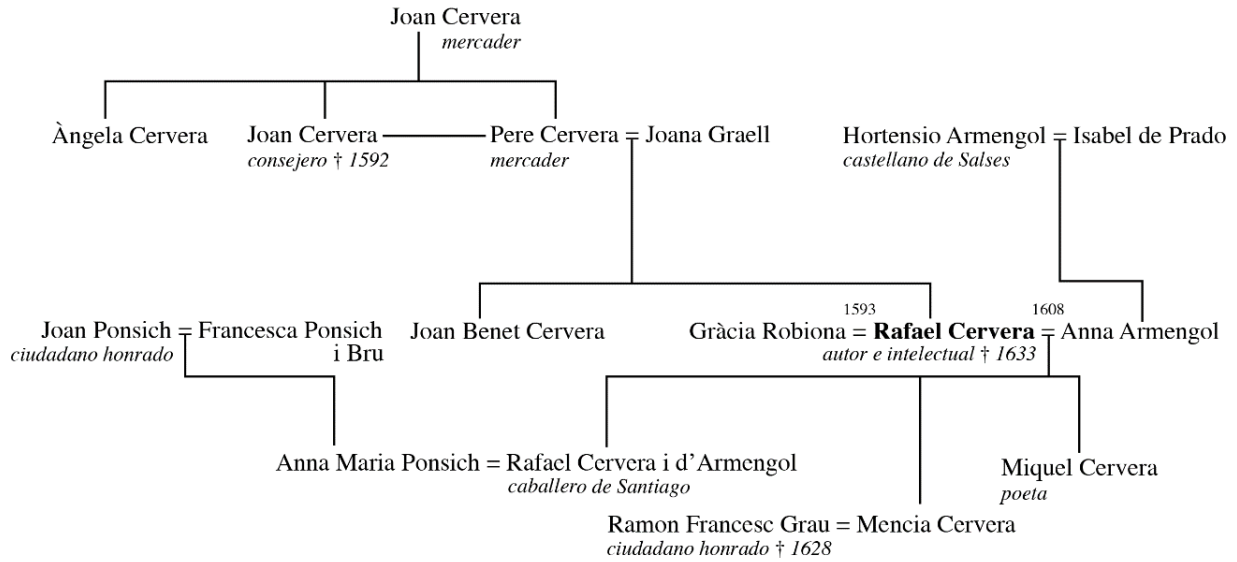 Joan Cervera
mercader
Àngela Cervera
Joan Cervera
consejero † 1592
Pere Cervera = Joana Graell
mercader
Hortensio Armengol = Isabel de Prado
castellano de Salses
Joan Ponsich = Francesca Ponsich
ciudadano honrado
i Bru
Joan Benet Cervera
1593
1608
Gràcia Robiona = Rafael Cervera = Anna Armengol
autor e intelectual † 1633
Anna Maria Ponsich = Rafael Cervera i d’Armengol
caballero de Santiago
Miquel Cervera
poeta
Ramon Francesc Grau = Mencia Cervera
ciudadano honrado † 1628